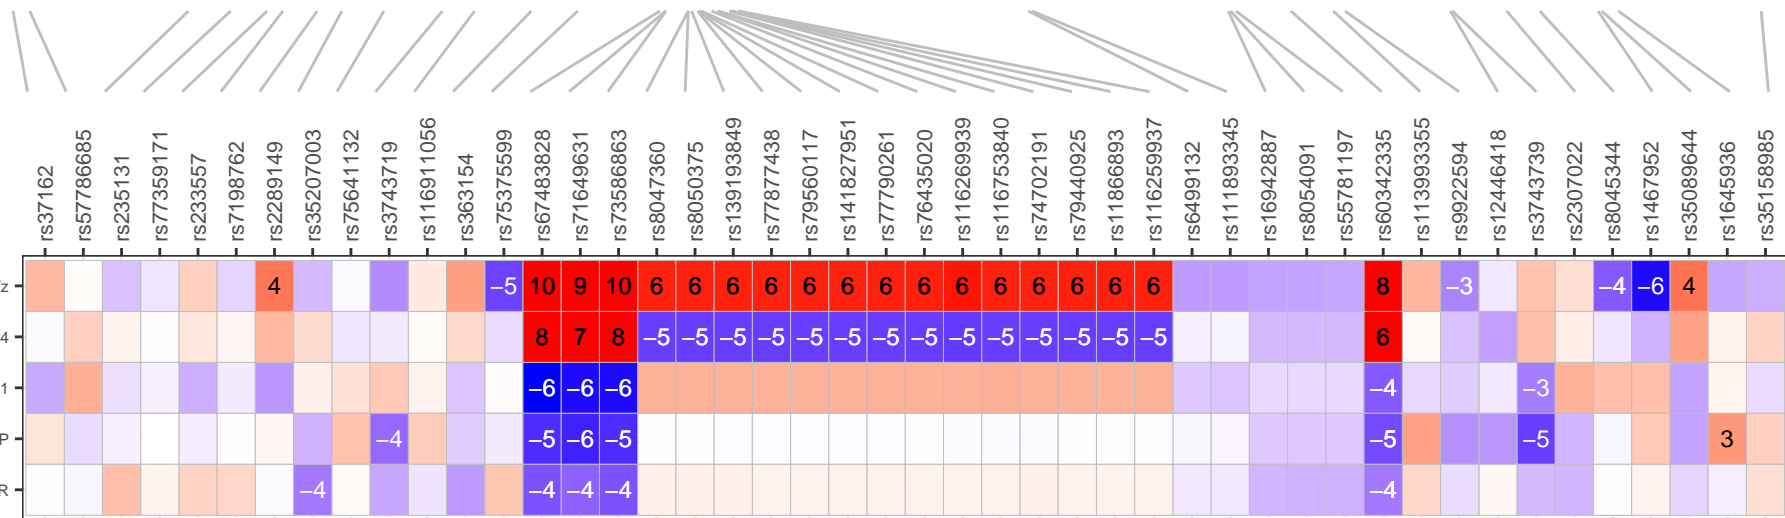 rs37162 rs57786685 rs235131 rs77359171 rs233557 rs7198762 rs2289149 rs35207003 rs75641132 rs3743719 rs116911056 rs3631154 rs75375599 rs67483828 rs71649631 rs73586863 rs8047360 rs8050375 rs139193849 rs77877438 rs79560117 rs141827951 rs77790261 rs76435020 rs116269939 rs116753840 rs74702191 rs79440925 rs11866893 rs116259937 rs6499132 rs111893345 rs16942887 rs8054091 rs55781197 rs60342335 rs113993355 rs9922594 rs12446418 rs3743739 rs2307022 rs80453444 rs1467952 rs35089644 rs1645936 rs35158985
z 4 −5 10 9 10 6 6 6 6 6 6 6 6 6 6 6 6 6 6 8 −3 −4 −6 4
4 8 7 8 −5 −5 −5 −5 −5 −5 −5 −5 −5 −5 −5 −5 −5 −5 6
1 −6 −6 −6 −4 −3
P −4 −5 −6 −5 −5 −5 3
R −4 −4 −4 −4 −4